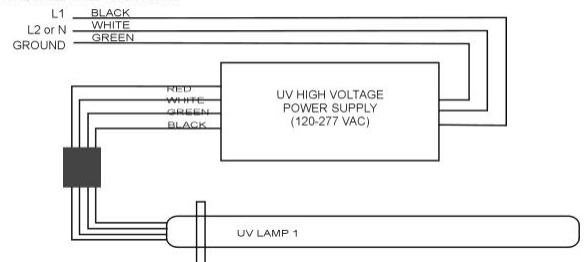 L1 BLACK
L2 or N WHITE
GROUND GREEN
RED
WHITE
GREEN
BLACK
UV HIGH VOLTAGE
POWER SUPPLY
(120-277 VAC)
UV LAMP 1